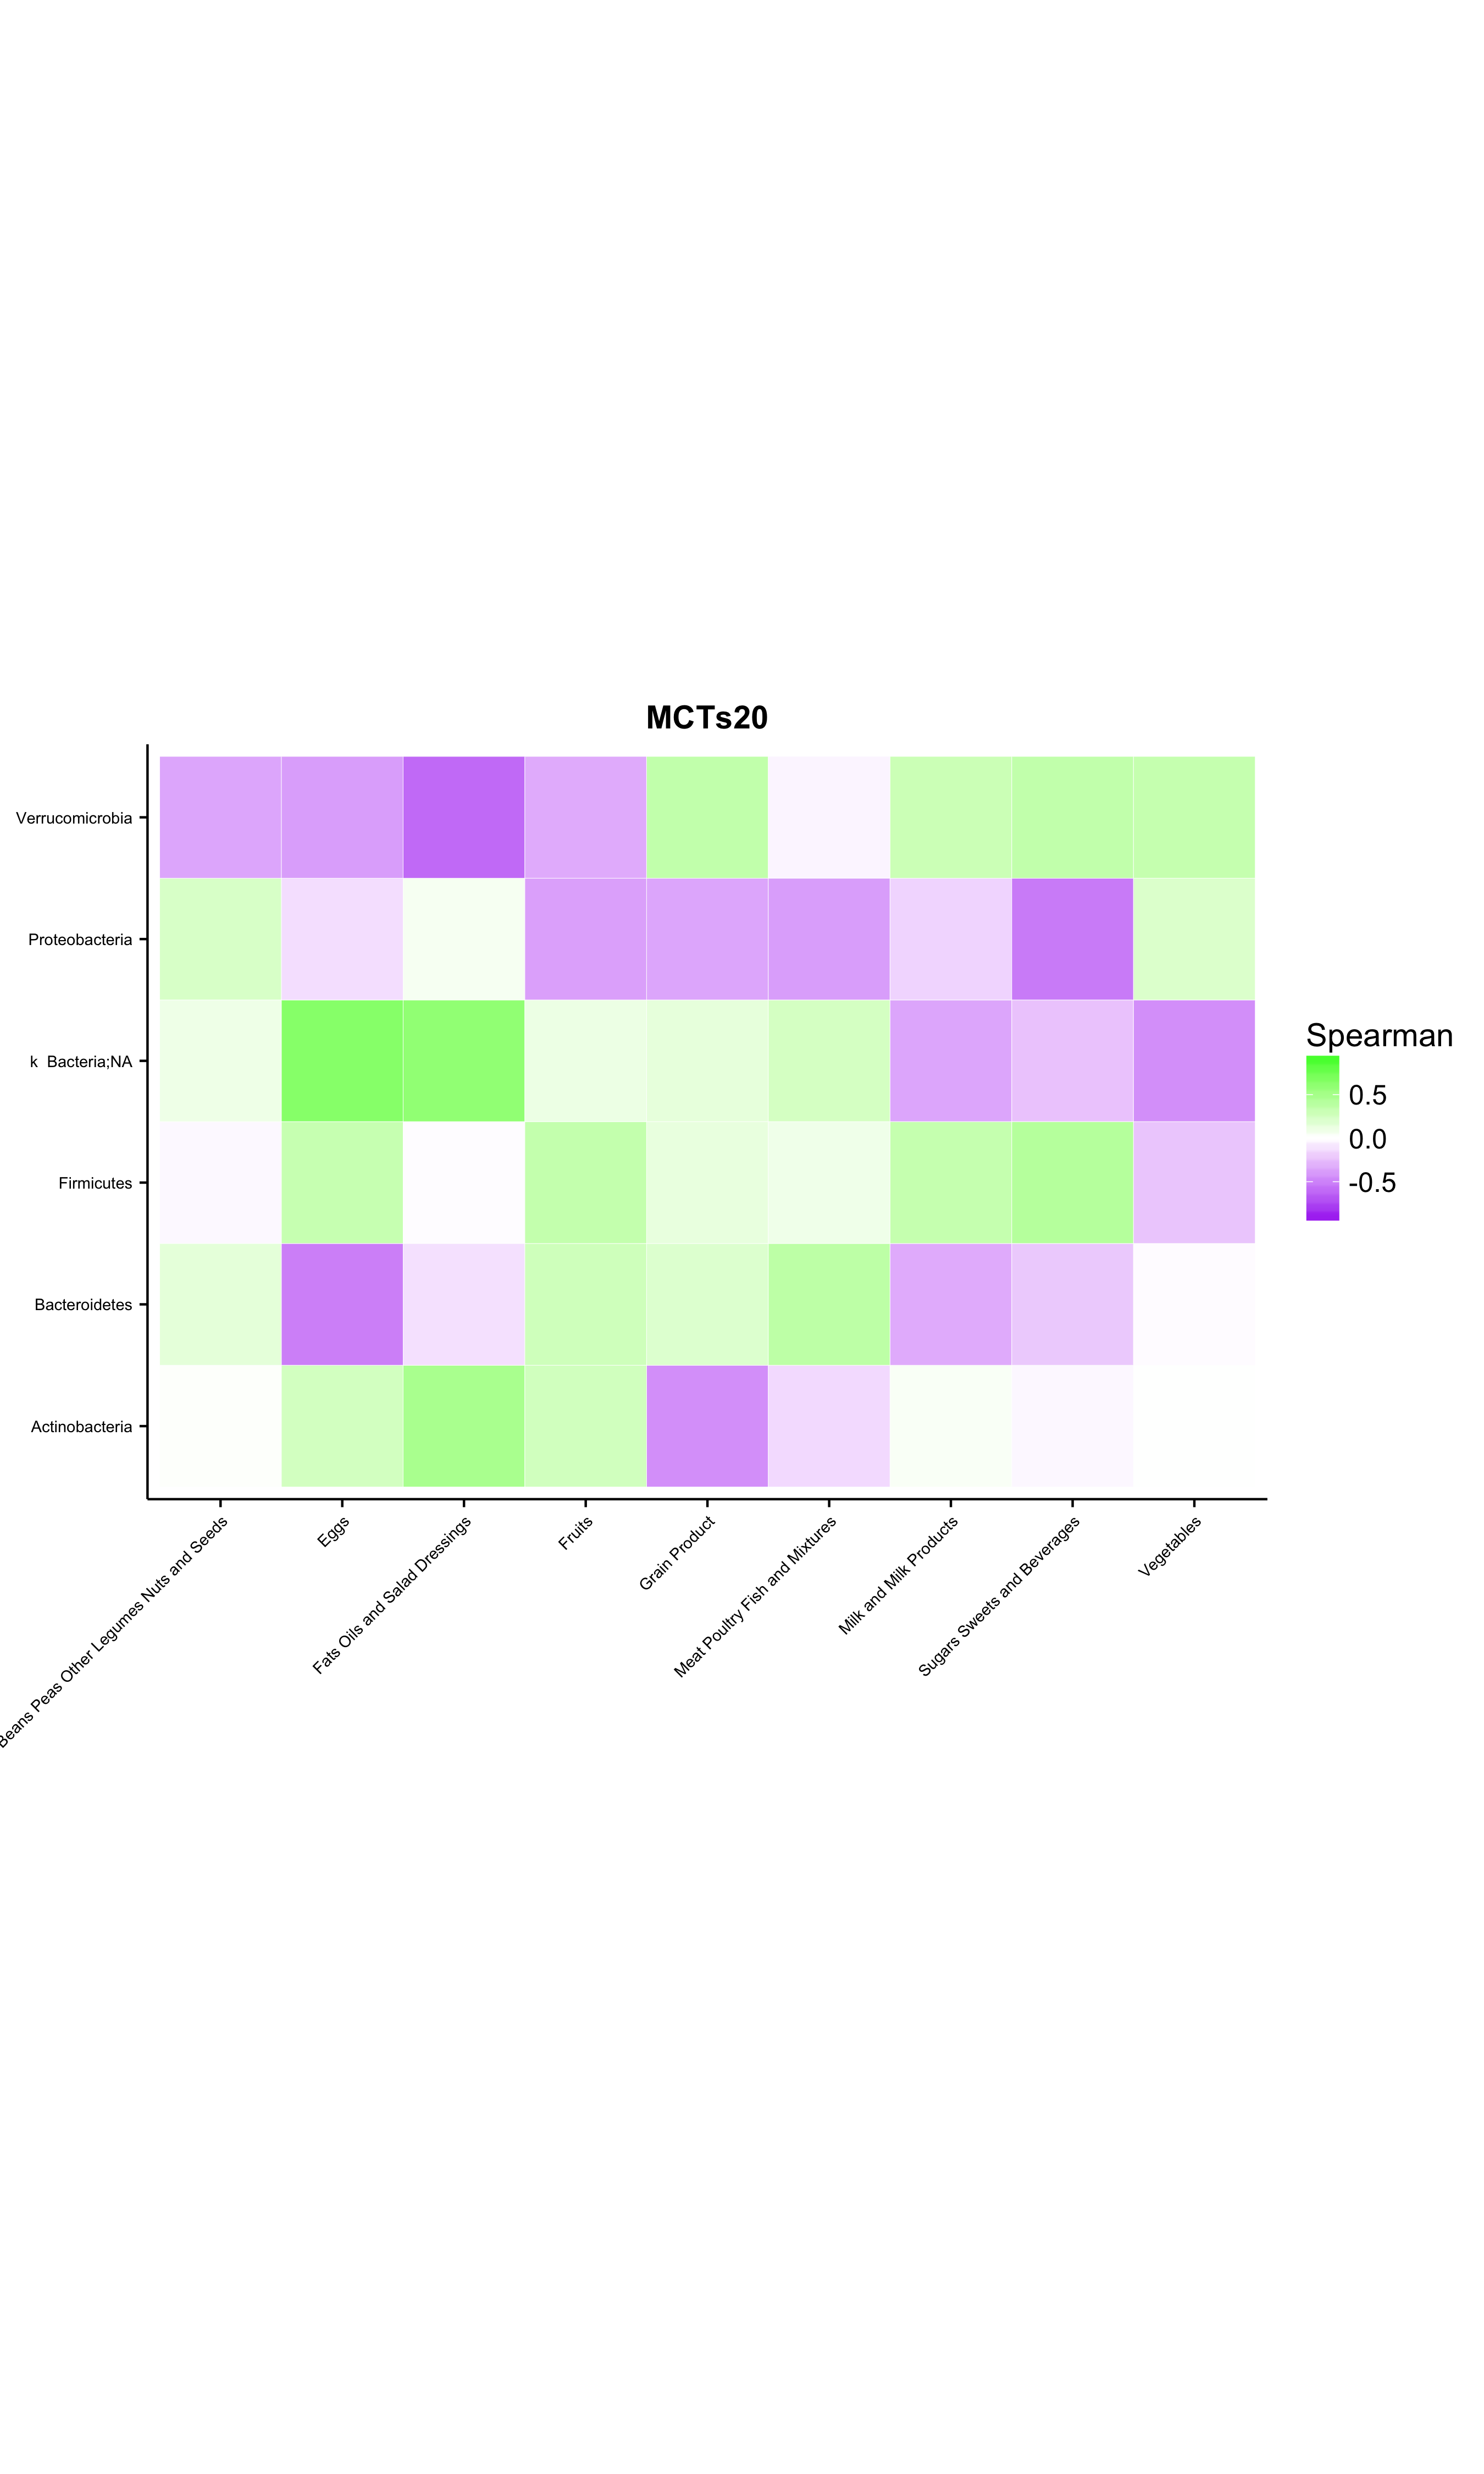 MCTs20
Verrucomicrobia
Proteobacteria
k Bacteria;NA
Firmicutes
Bacteroidetes
Actinobacteria
Spearman
0.5
0.0
-0.5
Beans Peas Other Legumes Nuts and Seeds
Eggs
Fats Oils and Salad Dressings
Fruits
Grain Product
Meat Poultry Fish and Mixtures
Milk and Milk Products
Sugars Sweets and Beverages
Vegetables